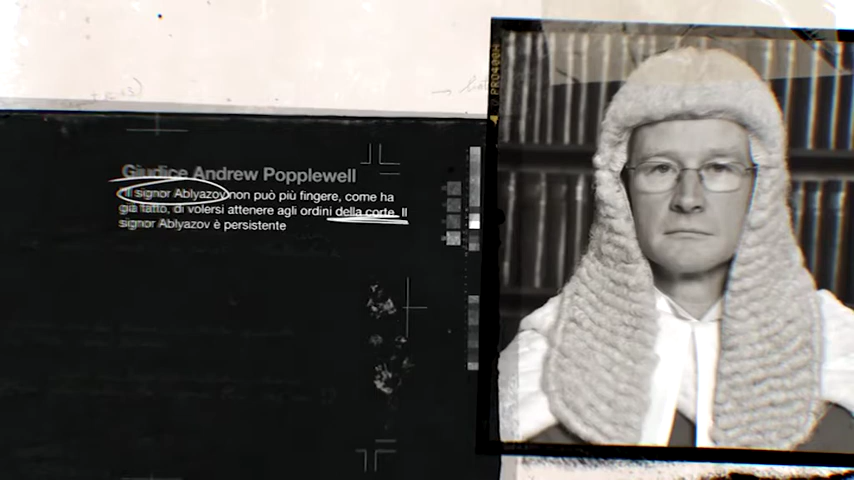 Giudice Andrew Popplewell
Il signor Ablyazov non può più fingere, come ha
già fatto, di volersi attenere agli ordini della corte. Il
signor Ablyazov è persistente
PRO400H